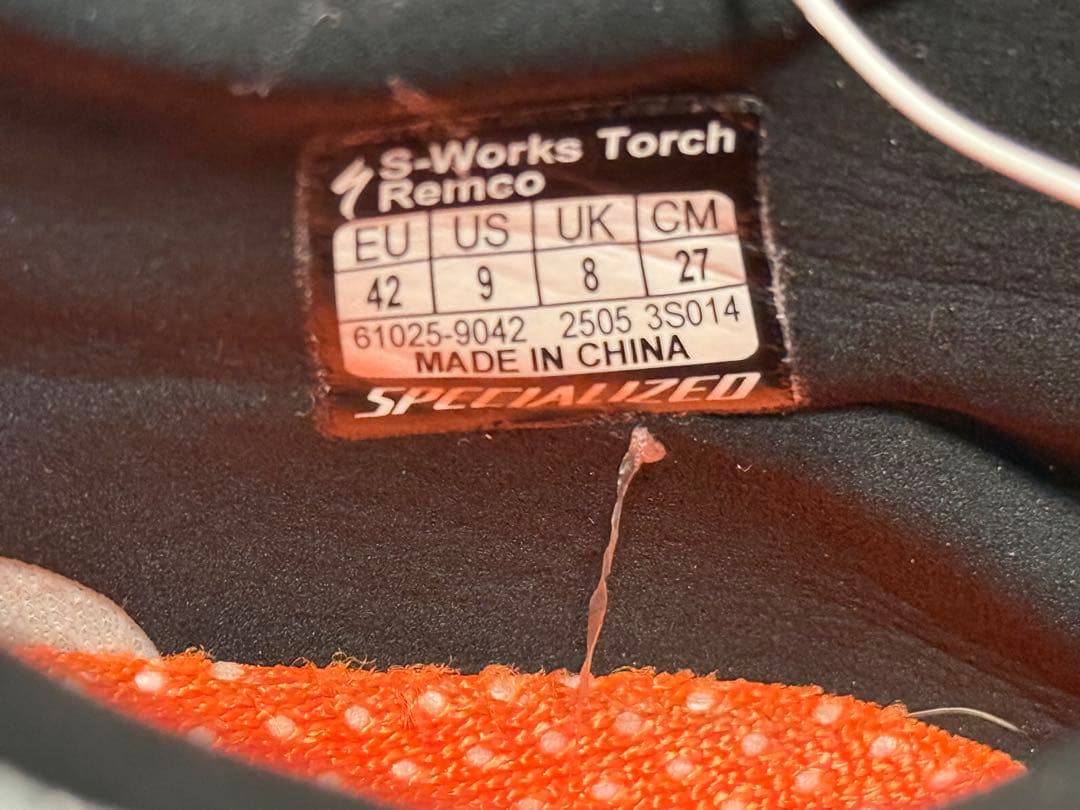 S-Works Torch
Remco
EU US UK CM
42 9 8 27
61025-9042 2505 3S014
MADE IN CHINA
SPECIALIZED